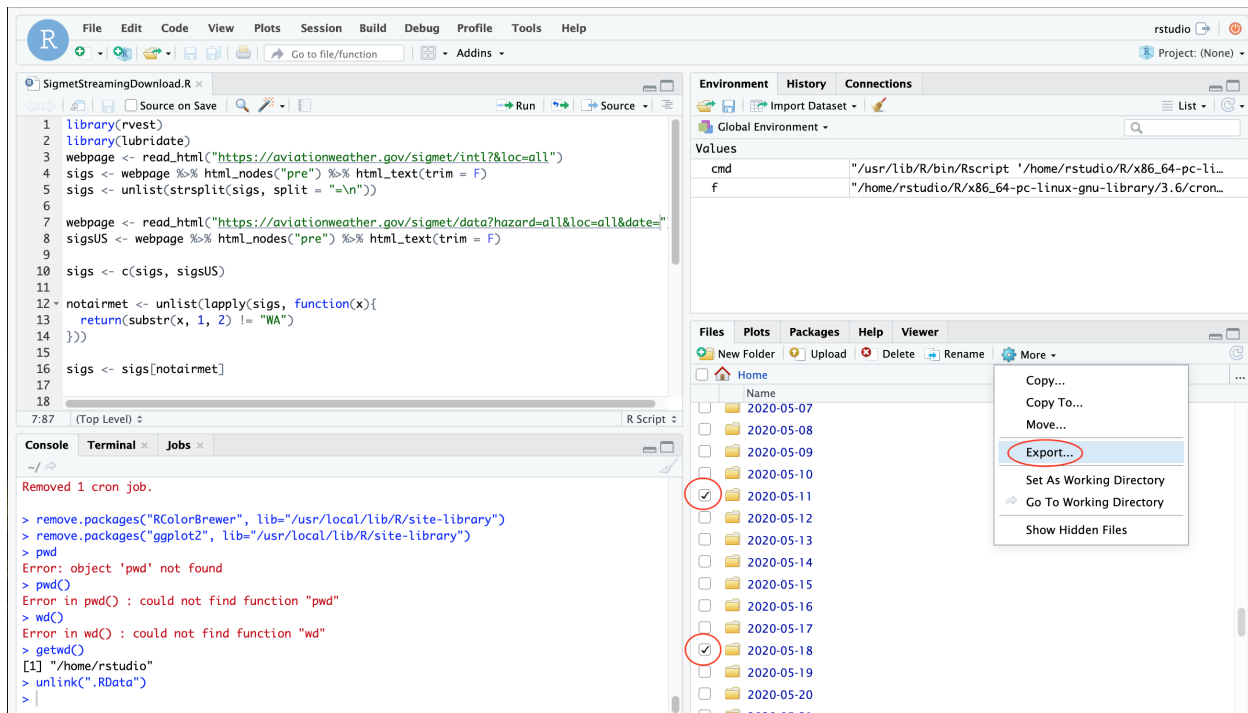 R
File Edit Code View Plots Session Build Debug Profile Tools Help
rstudio
Go to file/function Addins
Project: (None)
SigmetStreamingDownload.R
Source on Save Run Source
1 library(rvest)
2 library(lubridate)
3 webpage <- read_html("https://aviationweather.gov/sigmet/intl?&loc=all")
4 sigs <- webpage %>% html_nodes("pre") %>% html_text(trim = F)
5 sigs <- unlist(strsplit(sigs, split = "=\n"))
6
7 webpage <- read_html("https://aviationweather.gov/sigmet/data?hazard=all&loc=all&date="
8 sigsUS <- webpage %>% html_nodes("pre") %>% html_text(trim = F)
9
10 sigs <- c(sigs, sigsUS)
11
12 notairmet <- unlist(lapply(sigs, function(x){
13 return(substr(x, 1, 2) != "WA")
14 }))
15
16 sigs <- sigs[notairmet]
17
18
7:87 (Top Level) R Script
Console Terminal Jobs
~/
Removed 1 cron job.
> remove.packages("RColorBrewer", lib="/usr/local/lib/R/site-library")
> remove.packages("ggplot2", lib="/usr/local/lib/R/site-library")
> pwd
Error: object 'pwd' not found
> pwd()
Error in pwd() : could not find function "pwd"
> wd()
Error in wd() : could not find function "wd"
> getwd()
[1] "/home/rstudio"
> unlink(".RData")
>
Environment History Connections
Import Dataset List
Global Environment
Values
cmd "/usr/lib/R/bin/Rscript '/home/rstudio/R/x86_64-pc-li…
f "/home/rstudio/R/x86_64-pc-linux-gnu-library/3.6/cron…
Files Plots Packages Help Viewer
New Folder Upload Delete Rename More
Home ...
Name
2020-05-07
2020-05-08
2020-05-09
2020-05-10
2020-05-11
2020-05-12
2020-05-13
2020-05-14
2020-05-15
2020-05-16
2020-05-17
2020-05-18
2020-05-19
2020-05-20
Copy...
Copy To...
Move...
Export...
Set As Working Directory
Go To Working Directory
Show Hidden Files